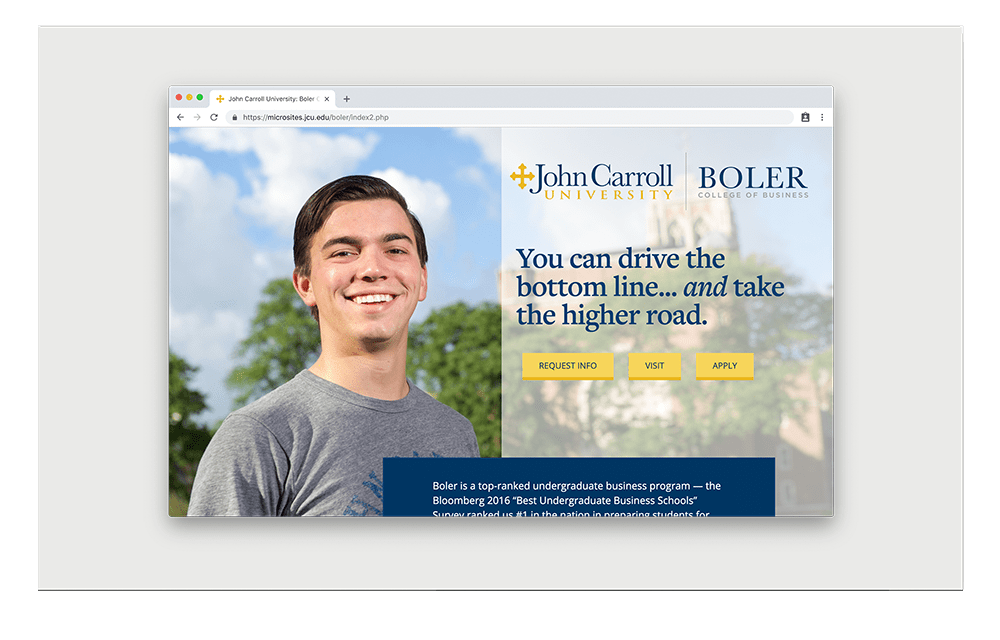 John Carroll University: Boler
https://microsites.jcu.edu/boler/index2.php
John Carroll
UNIVERSITY
BOLER
COLLEGE OF BUSINESS
You can drive the
bottom line... and take
the higher road.
REQUEST INFO
VISIT
APPLY
Boler is a top-ranked undergraduate business program — the
Bloomberg 2016 “Best Undergraduate Business Schools”
Survey ranked us #1 in the nation in preparing students for